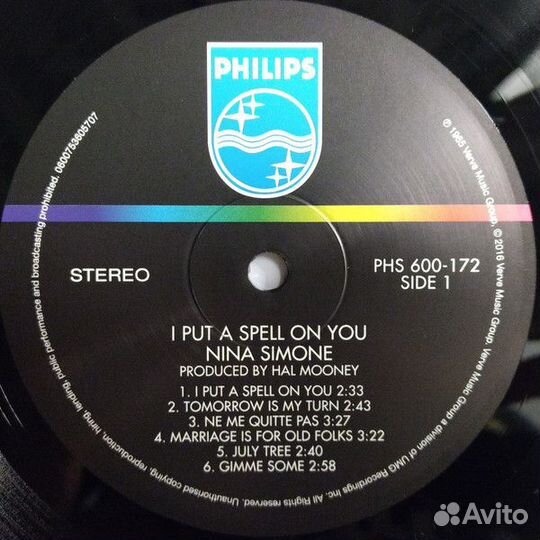 PHILIPS
0600753605707
℗ 1965 Verve Music Group, © 2016 Verve Music Group. Verve Music Group a division of UMG Recordings Inc. All Rights reserved. Unauthorised copying, reproduction, hiring, lending, public performance and broadcasting prohibited.
STEREO
PHS 600-172
SIDE 1
I PUT A SPELL ON YOU
NINA SIMONE
PRODUCED BY HAL MOONEY
1. I PUT A SPELL ON YOU 2:33
2. TOMORROW IS MY TURN 2:43
3. NE ME QUITTE PAS 3:27
4. MARRIAGE IS FOR OLD FOLKS 3:22
5. JULY TREE 2:40
6. GIMME SOME 2:58
Avito